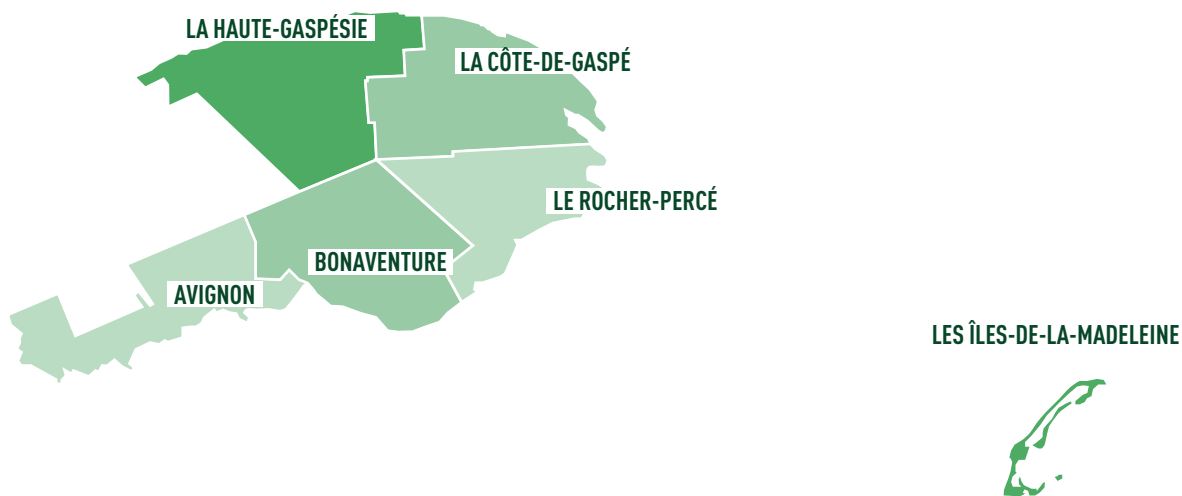 LA HAUTE-GASPÉSIE
LA CÔTE-DE-GASPÉ
LE ROCHER-PERCÉ
BONAVENTURE
AVIGNON
LES ÎLES-DE-LA-MADELEINE